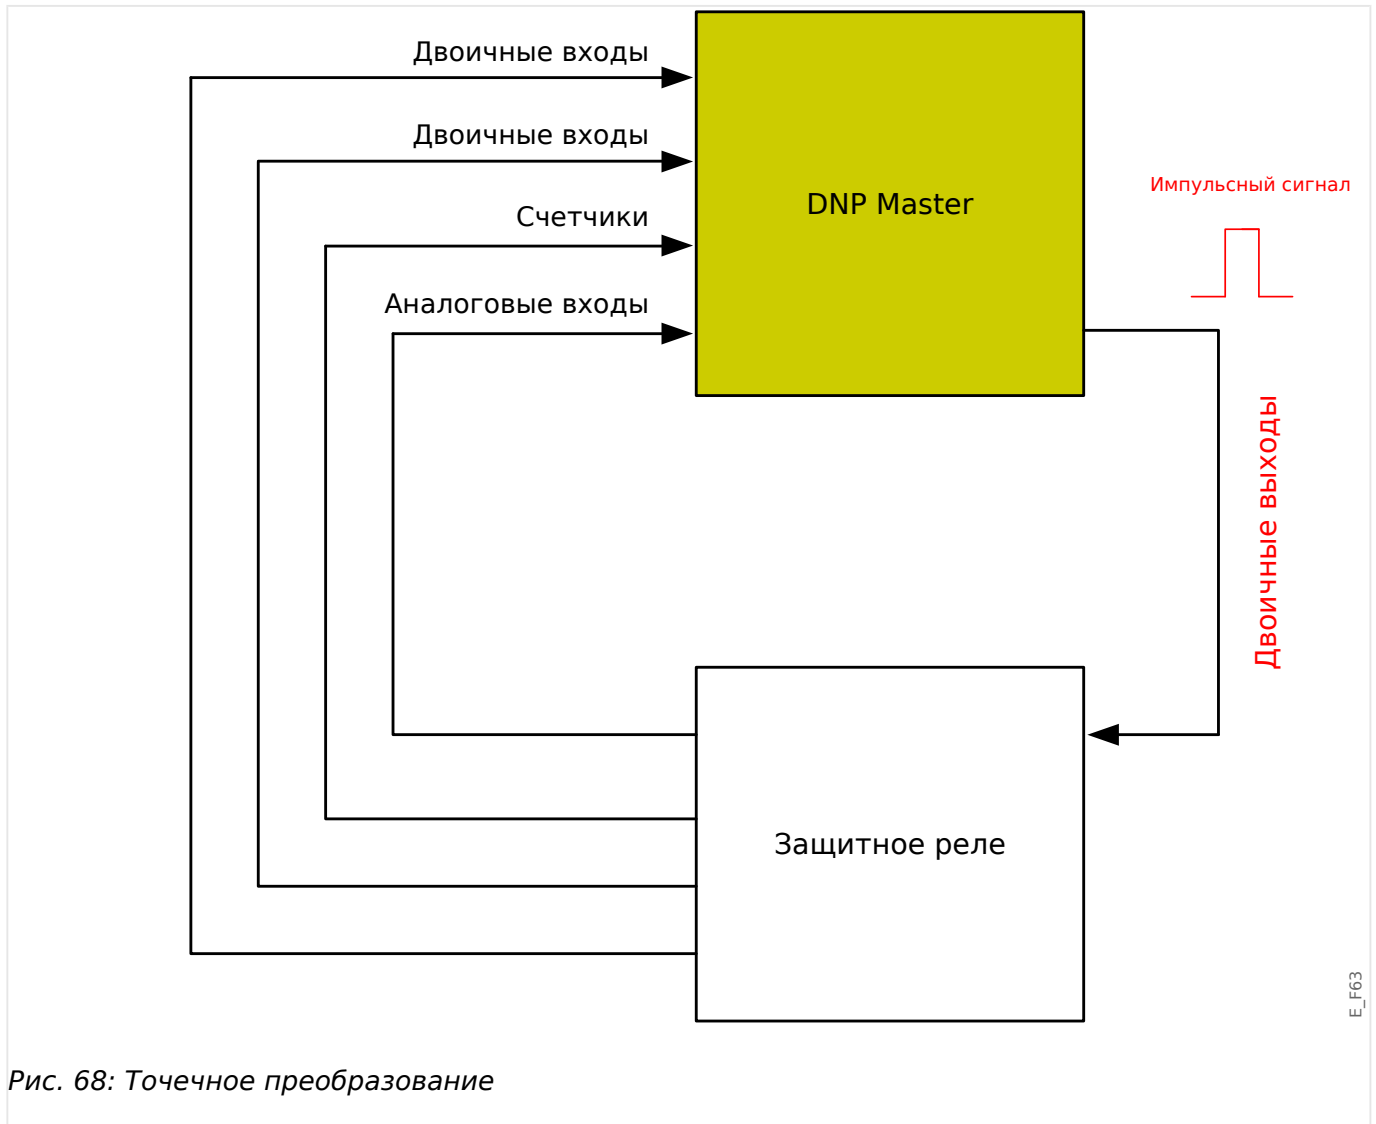 Двоичные входы
Двоичные входы
Счетчики
Аналоговые входы
DNP Master
Импульсный сигнал
Двоичные выходы
Защитное реле
E_F63
Рис. 68: Точечное преобразование